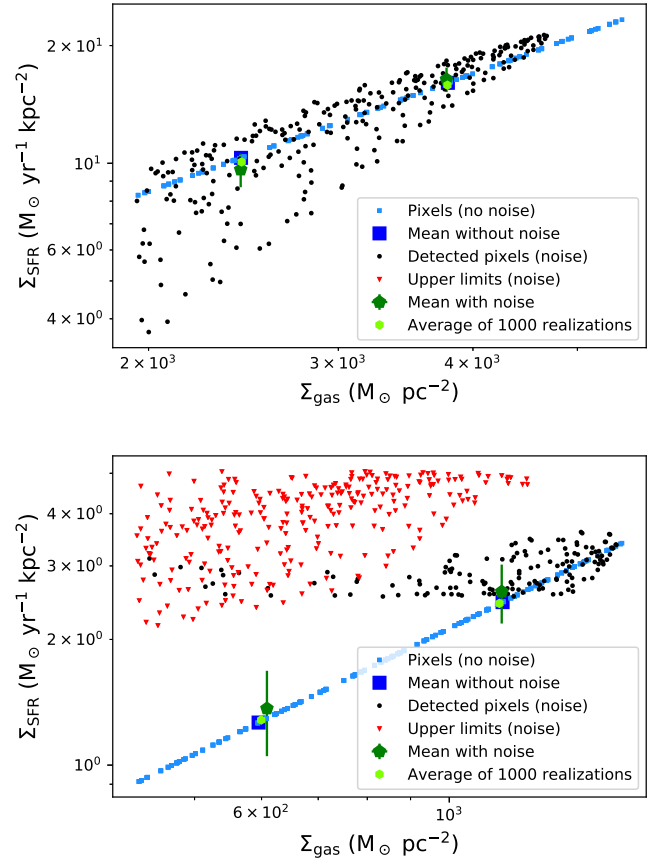 2 × 10¹
10¹
6 × 10⁰
4 × 10⁰
Σ_SFR (M_⊙ yr⁻¹ kpc⁻²)
Pixels (no noise)
Mean without noise
Detected pixels (noise)
Upper limits (noise)
Mean with noise
Average of 1000 realizations
2 × 10³
3 × 10³
4 × 10³
Σ_gas (M_⊙ pc⁻²)
4 × 10⁰
3 × 10⁰
2 × 10⁰
10⁰
Σ_SFR (M_⊙ yr⁻¹ kpc⁻²)
Pixels (no noise)
Mean without noise
Detected pixels (noise)
Upper limits (noise)
Mean with noise
Average of 1000 realizations
6 × 10²
10³
Σ_gas (M_⊙ pc⁻²)